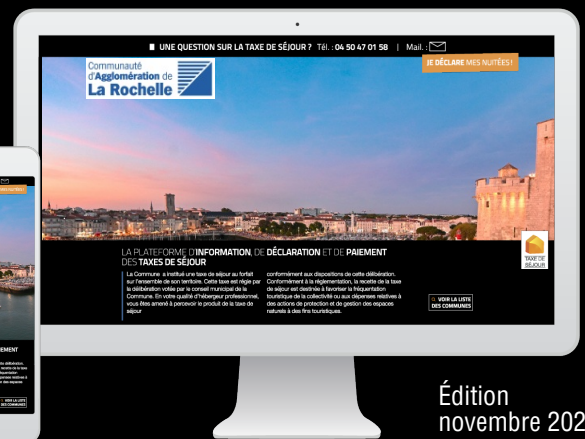 UNE QUESTION SUR LA TAXE DE SÉJOUR ? Tél. : 04 50 47 01 58 | Mail. :
JE DÉCLARE MES NUITÉES !
Communauté
d'Agglomération de
La Rochelle
LA PLATEFORME D'INFORMATION, DE DÉCLARATION ET DE PAIEMENT
DES TAXES DE SÉJOUR
La Commune a institué une taxe de séjour au forfait
sur l'ensemble de son territoire. Cette taxe est régie par
la délibération votée par le conseil municipal de la
Commune. En votre qualité d'hébergeur professionnel,
vous êtes amené à percevoir le produit de la taxe de
séjour
conformément aux dispositions de cette délibération.
Conformément à la réglementation, la recette de la taxe
de séjour est destinée à favoriser la fréquentation
touristique de la collectivité ou aux dépenses relatives à
des actions de protection et de gestion des espaces
naturels à des fins touristiques.
TAXE DE
SÉJOUR
VOIR LA LISTE
DES COMMUNES
EMENT
VOIR LA LISTE
DES COMMUNES
Édition
novembre 202